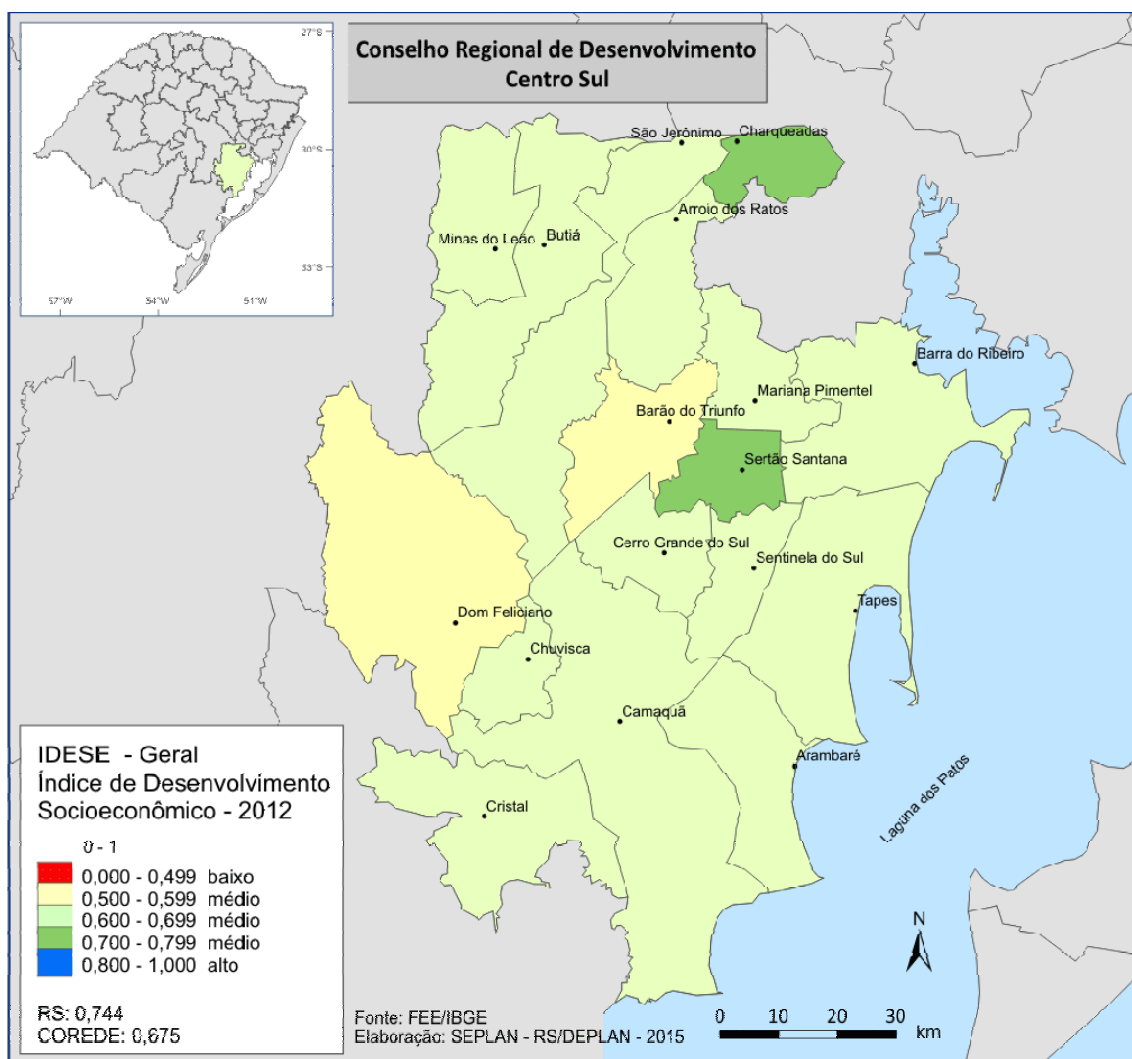 Conselho Regional de Desenvolvimento
Centro Sul
27°S
30°S
33°S
57°W
54°W
51°W
São Jerônimo
Charqueadas
Arroio dos Ratos
Minas do Leão
Butiá
Barra do Ribeiro
Mariana Pimentel
Barão do Triunfo
Sertão Santana
Cerro Grande do Sul
Sentinela do Sul
Tapes
Dom Feliciano
Chuvisca
Camaquã
Arambaré
Cristal
Laguna dos Patos
IDESE - Geral
Índice de Desenvolvimento
Socioeconômico - 2012
0 - 1
0,000 - 0,499 baixo
0,500 - 0,599 médio
0,600 - 0,699 médio
0,700 - 0,799 médio
0,800 - 1,000 alto
RS: 0,744
COREDE: 0,675
Fonte: FEE/IBGE
Elaboração: SEPLAN - RS/DEPLAN - 2015
N
0 10 20 30
km